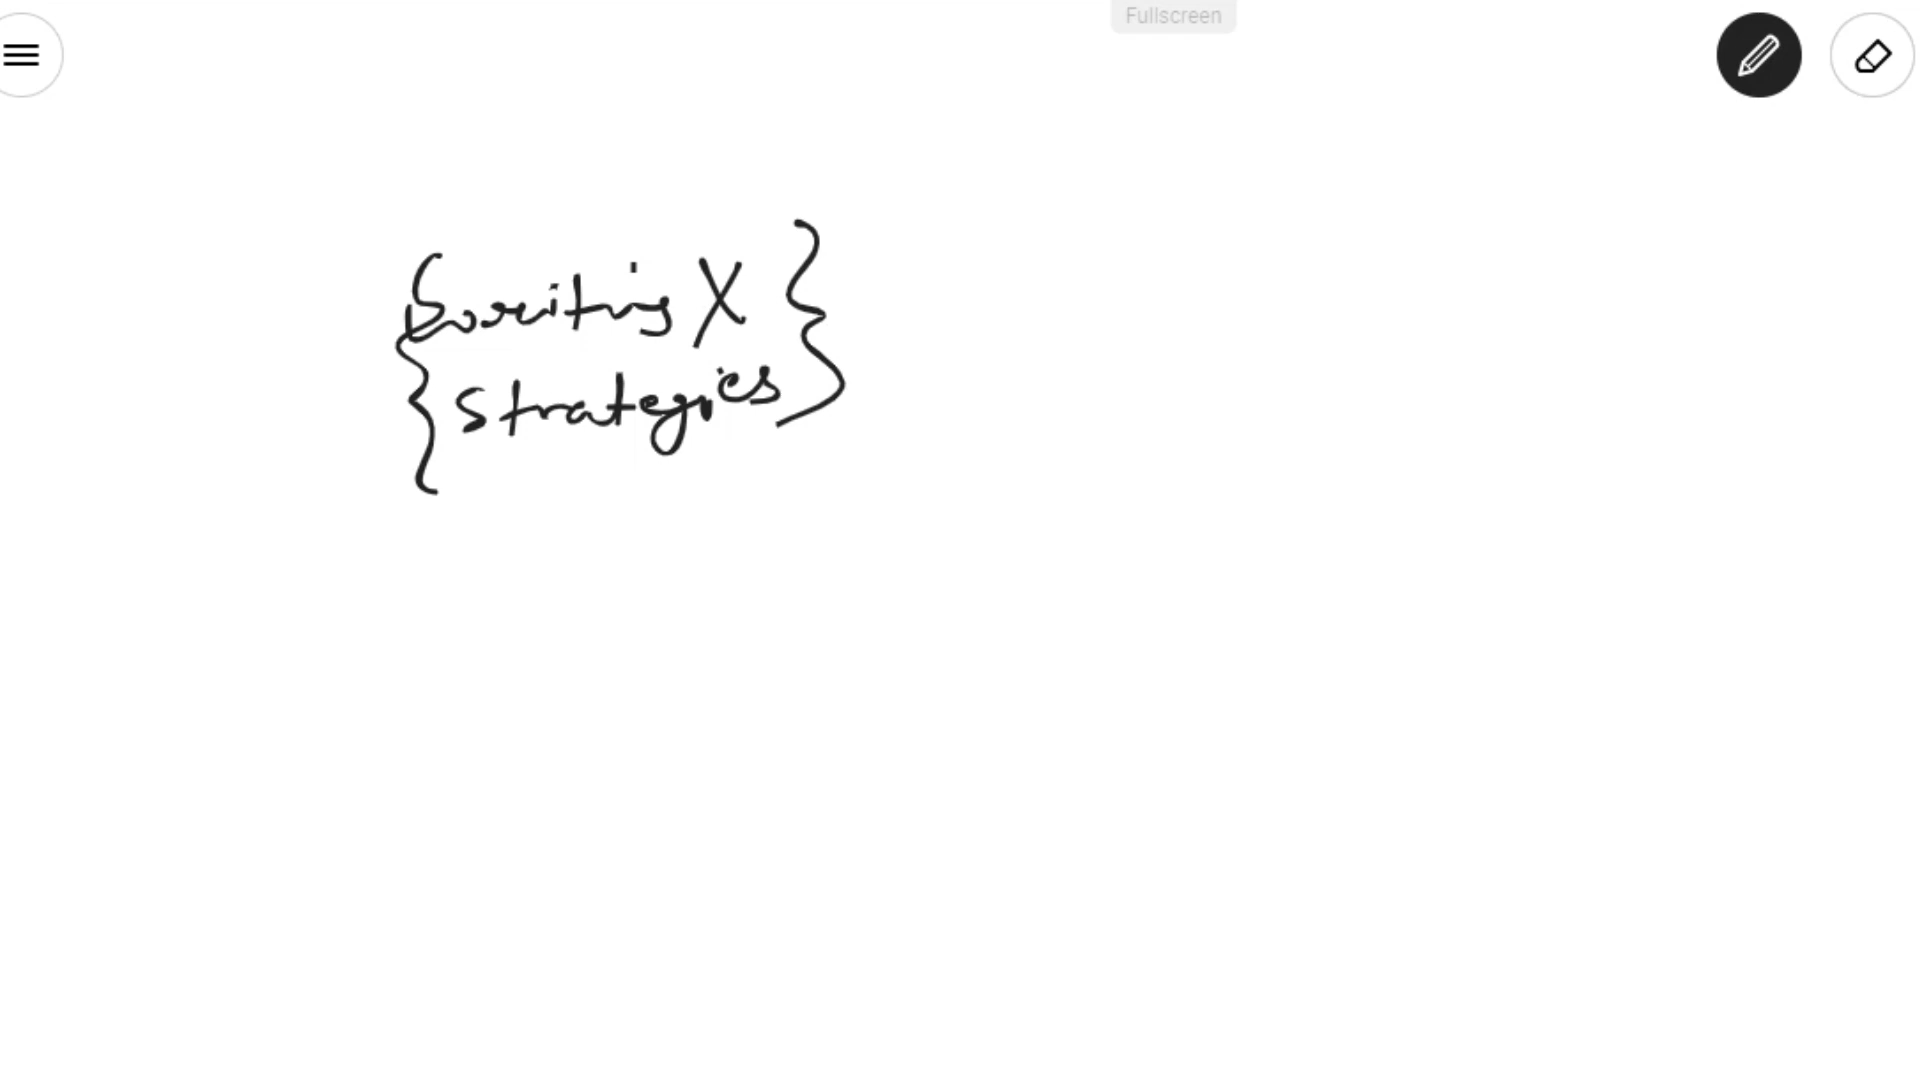 Fullscreen
X }
{ strategies